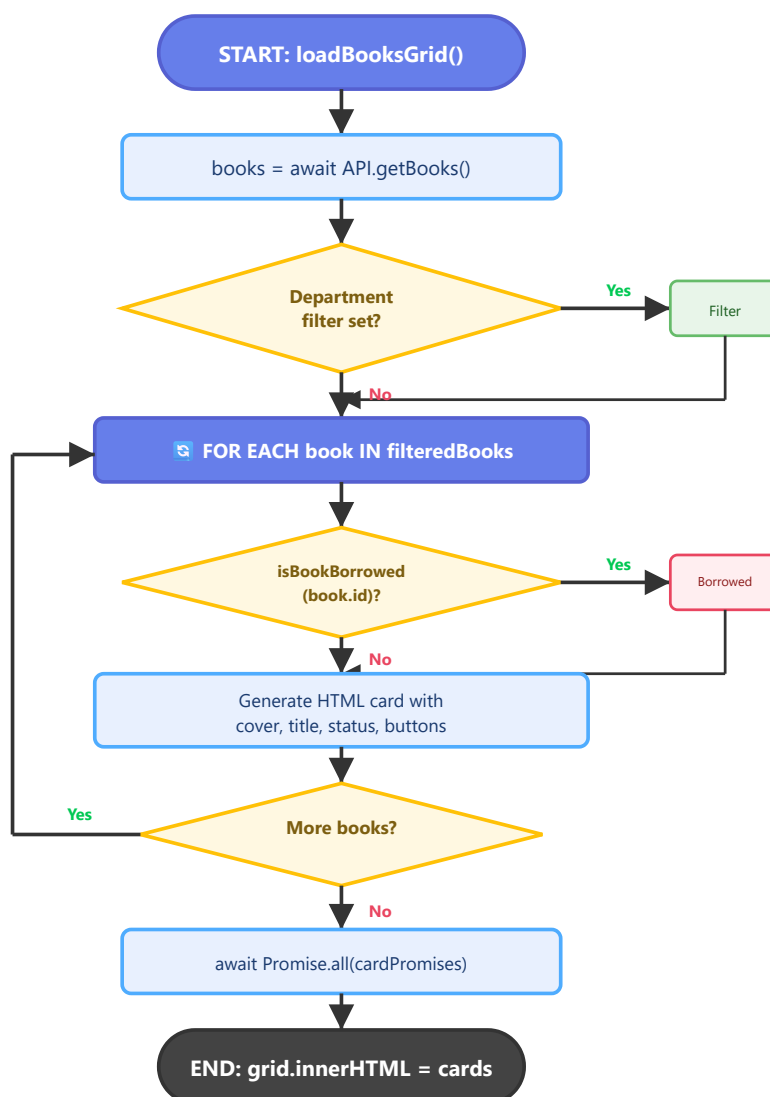 START: loadBooksGrid()
books = await API.getBooks()
Department
filter set?
Yes
Filter
No
🔄 FOR EACH book IN filteredBooks
isBookBorrowed
(book.id)?
Yes
Borrowed
No
Generate HTML card with
cover, title, status, buttons
More books?
Yes
No
await Promise.all(cardPromises)
END: grid.innerHTML = cards